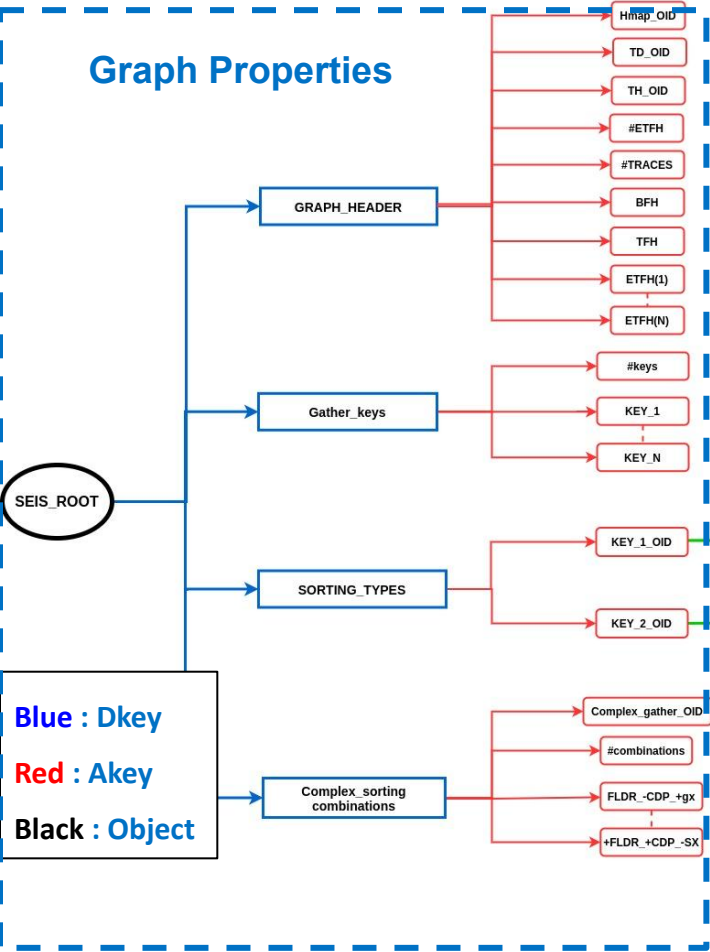 Graph Properties
Hmap_OID
TD_OID
TH_OID
#ETFH
#TRACES
BFH
TFH
ETFH(1)
ETFH(N)
GRAPH_HEADER
#keys
KEY_1
KEY_N
Gather_keys
SEIS_ROOT
KEY_1_OID
KEY_2_OID
SORTING_TYPES
Blue : Dkey
Red : Akey
Black : Object
Complex_sorting
combinations
Complex_gather_OID
#combinations
FLDR_-CDP_+gx
+FLDR_+CDP_-SX